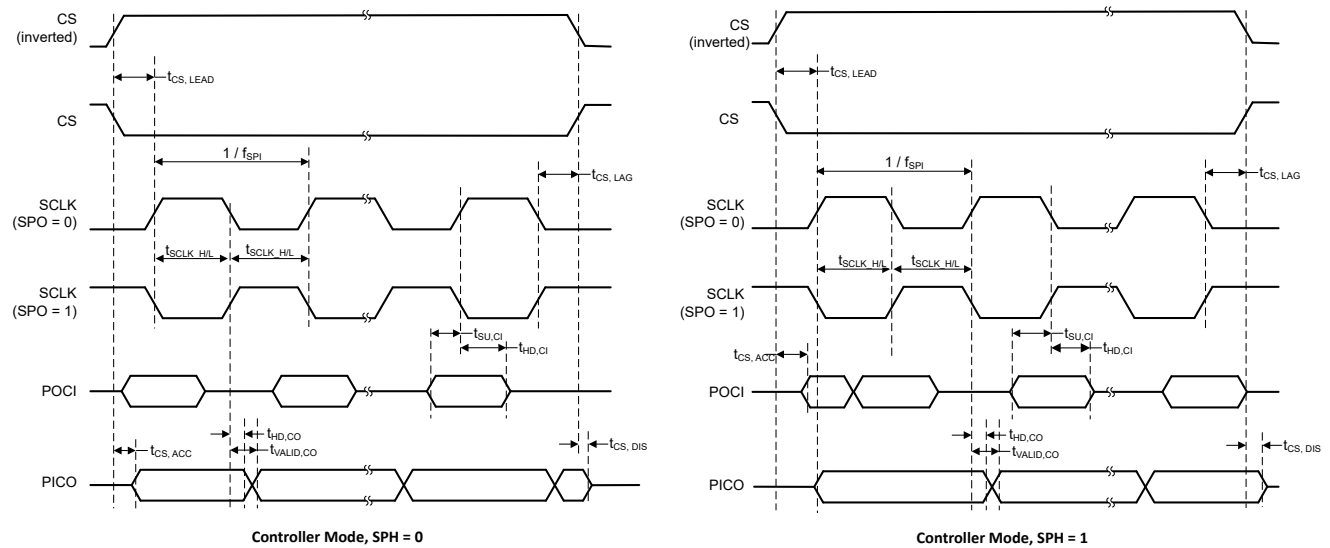 CS
(inverted)
tCS, LEAD
CS
1 / fSPI
tCS, LAG
SCLK
(SPO = 0)
tSCLK_H/L
tSCLK_H/L
SCLK
(SPO = 1)
tSU,CI
tHD,CI
POCI
tHD,CO
tCS, ACC
tVALID,CO
tCS, DIS
PICO
Controller Mode, SPH = 0
CS
(inverted)
tCS, LEAD
CS
1 / fSPI
tCS, LAG
SCLK
(SPO = 0)
tSCLK_H/L
tSCLK_H/L
SCLK
(SPO = 1)
tSU,CI
tCS, ACC
tHD,CI
POCI
tHD,CO
tCS, DIS
tVALID,CO
PICO
Controller Mode, SPH = 1